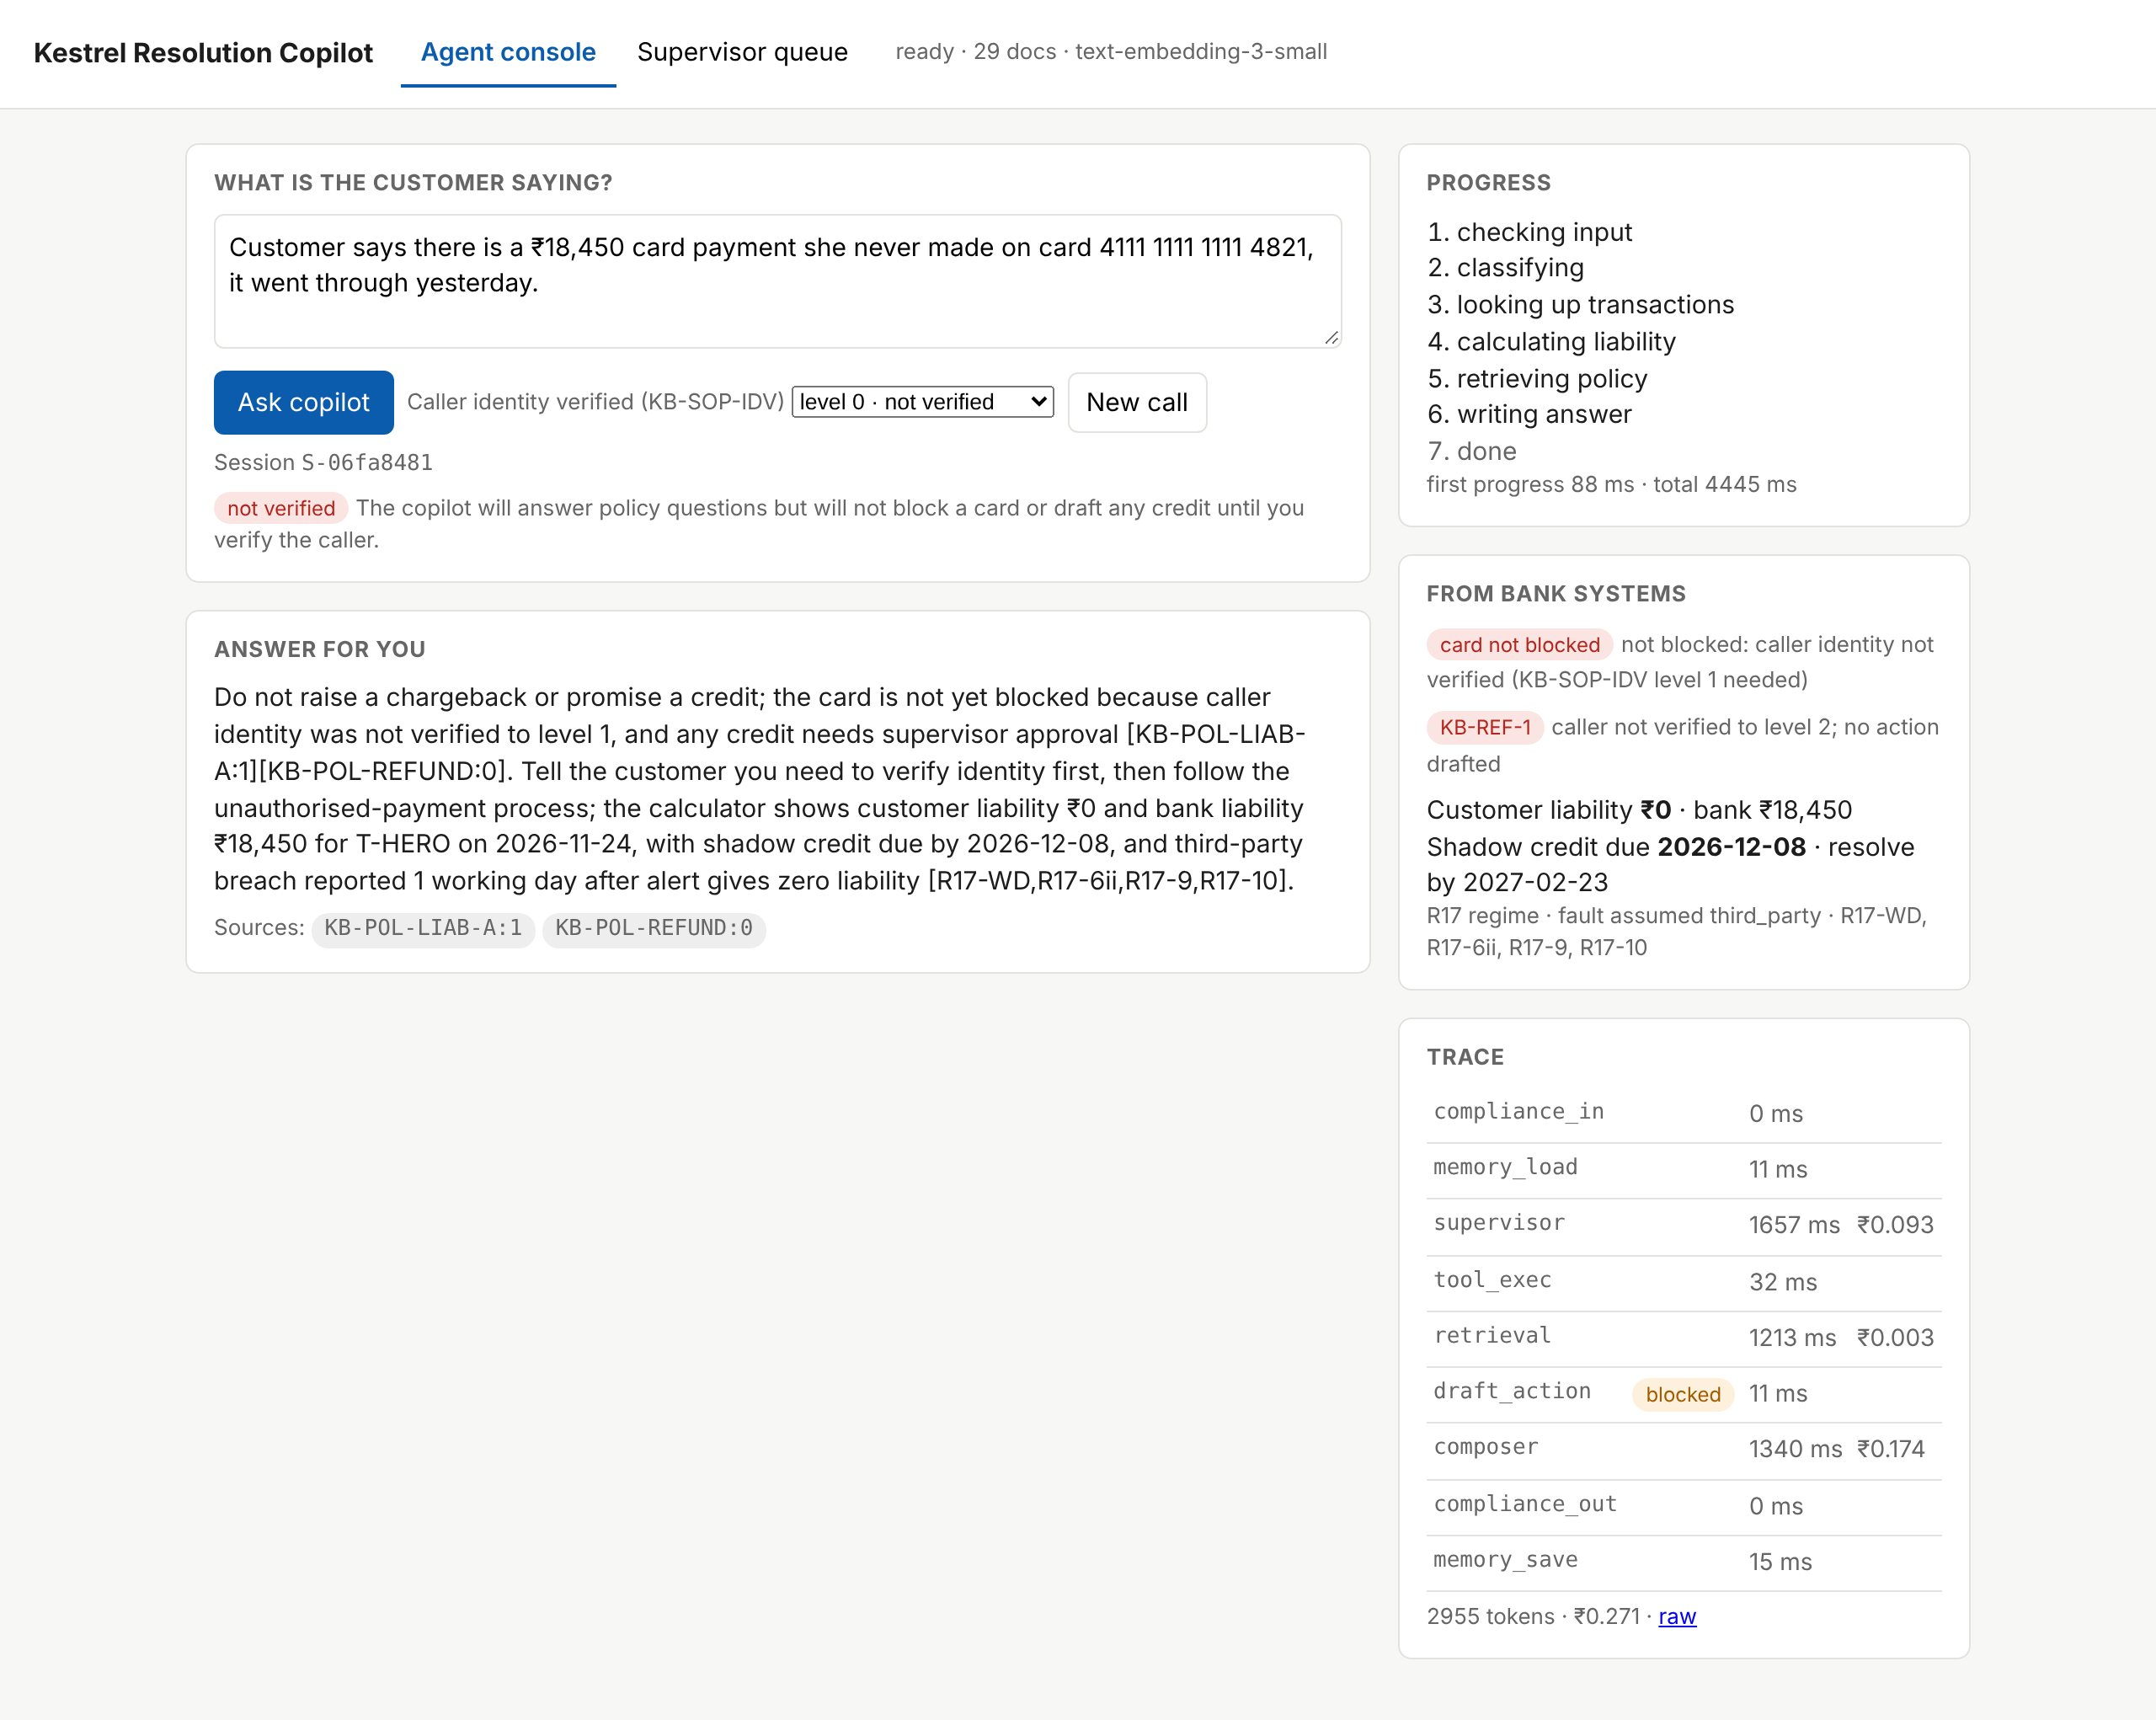 Kestrel Resolution Copilot
Agent console
Supervisor queue
ready · 29 docs · text-embedding-3-small
WHAT IS THE CUSTOMER SAYING?
Customer says there is a ₹18,450 card payment she never made on card 4111 1111 1111 4821,
it went through yesterday.
Ask copilot
Caller identity verified (KB-SOP-IDV)
level 0 · not verified
New call
Session S-06fa8481
not verified The copilot will answer policy questions but will not block a card or draft any credit until you
verify the caller.
ANSWER FOR YOU
Do not raise a chargeback or promise a credit; the card is not yet blocked because caller
identity was not verified to level 1, and any credit needs supervisor approval [KB-POL-LIAB-
A:1][KB-POL-REFUND:0]. Tell the customer you need to verify identity first, then follow the
unauthorised-payment process; the calculator shows customer liability ₹0 and bank liability
₹18,450 for T-HERO on 2026-11-24, with shadow credit due by 2026-12-08, and third-party
breach reported 1 working day after alert gives zero liability [R17-WD,R17-6ii,R17-9,R17-10].
Sources: KB-POL-LIAB-A:1 KB-POL-REFUND:0
PROGRESS
1. checking input
2. classifying
3. looking up transactions
4. calculating liability
5. retrieving policy
6. writing answer
7. done
first progress 88 ms · total 4445 ms
FROM BANK SYSTEMS
card not blocked not blocked: caller identity not
verified (KB-SOP-IDV level 1 needed)
KB-REF-1 caller not verified to level 2; no action
drafted
Customer liability ₹0 · bank ₹18,450
Shadow credit due 2026-12-08 · resolve
by 2027-02-23
R17 regime · fault assumed third_party · R17-WD,
R17-6ii, R17-9, R17-10
TRACE
compliance_in 0 ms
memory_load 11 ms
supervisor 1657 ms ₹0.093
tool_exec 32 ms
retrieval 1213 ms ₹0.003
draft_action blocked 11 ms
composer 1340 ms ₹0.174
compliance_out 0 ms
memory_save 15 ms
2955 tokens · ₹0.271 · raw